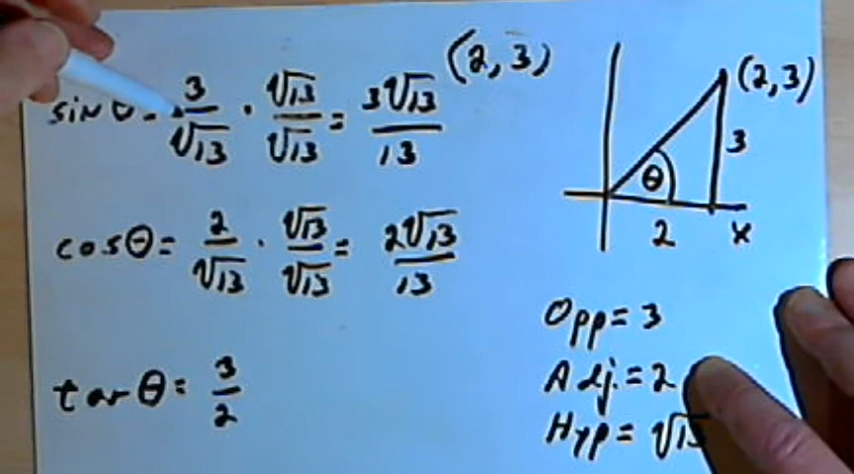 (2, 3)
sin θ = 3/√13 · √13/√13 = 3√13/13
(2, 3)
3
θ
2 x
cos θ = 2/√13 · √13/√13 = 2√13/13
Opp = 3
tan θ = 3/2
Adj. = 2
Hyp = √13